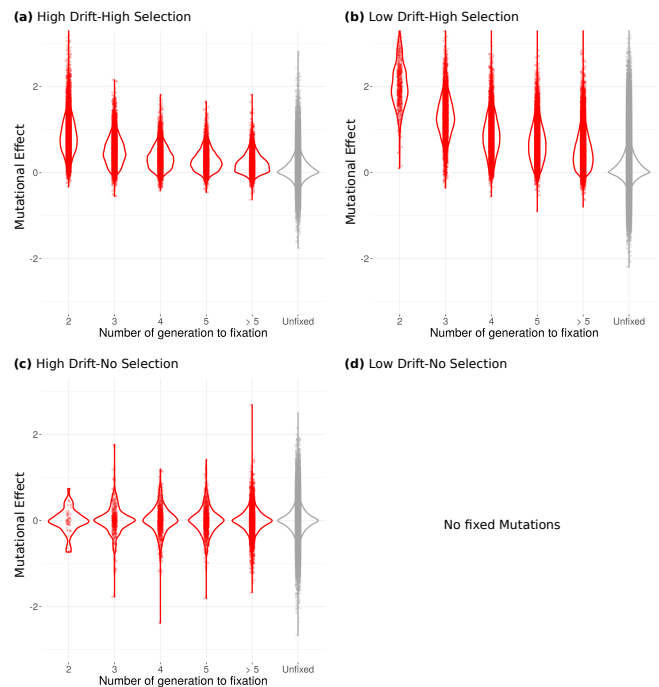 (a) High Drift-High Selection
Mutational Effect
2
0
-2
2 3 4 5 > 5 Unfixed
Number of generation to fixation
(b) Low Drift-High Selection
Mutational Effect
2
0
-2
2 3 4 5 > 5 Unfixed
Number of generation to fixation
(c) High Drift-No Selection
Mutational Effect
2
0
-2
2 3 4 5 > 5 Unfixed
Number of generation to fixation
(d) Low Drift-No Selection
No fixed Mutations